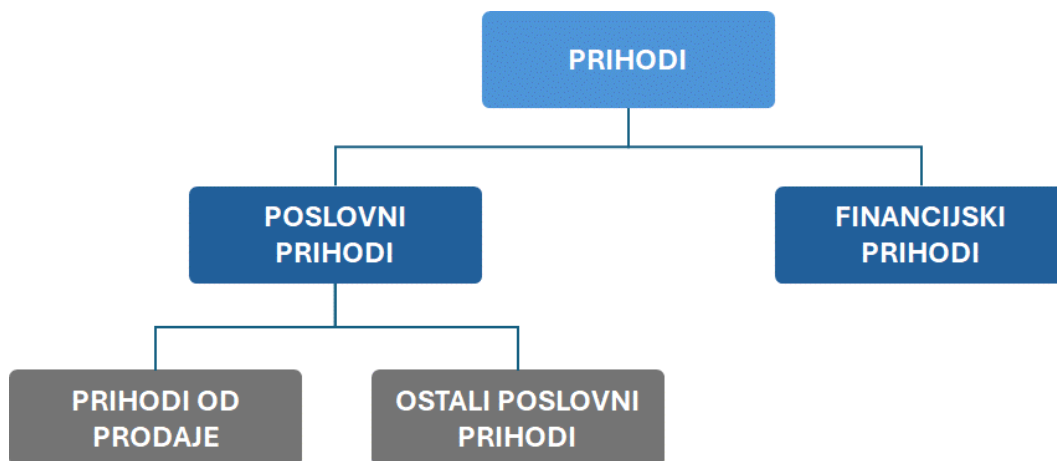 PRIHODI
POSLOVNI
PRIHODI
FINANCIJSKI
PRIHODI
PRIHODI OD
PRODAJE
OSTALI POSLOVNI
PRIHODI